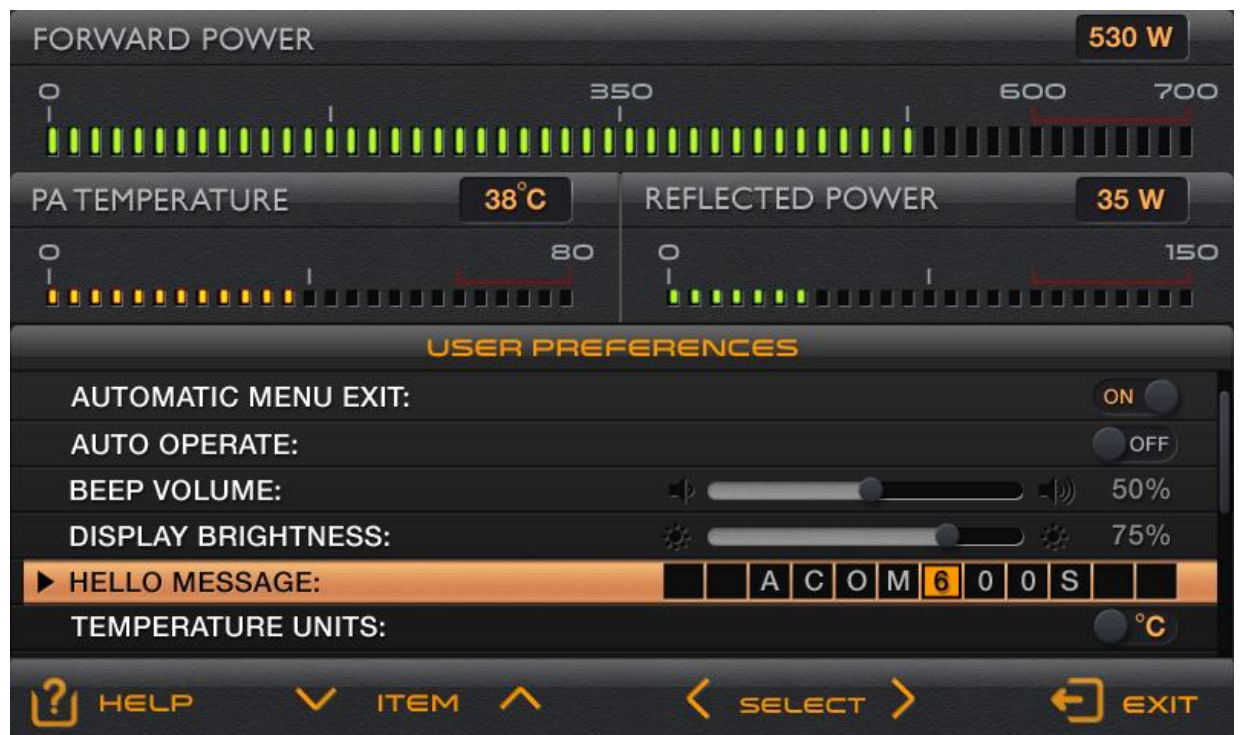 FORWARD POWER 530 W
0 350 600 700
PA TEMPERATURE 38°C REFLECTED POWER 35 W
0 80 0 150
USER PREFERENCES
AUTOMATIC MENU EXIT: ON
AUTO OPERATE: OFF
BEEP VOLUME: 50%
DISPLAY BRIGHTNESS: 75%
HELLO MESSAGE: ACOM600S
TEMPERATURE UNITS: °C
? HELP ITEM SELECT EXIT